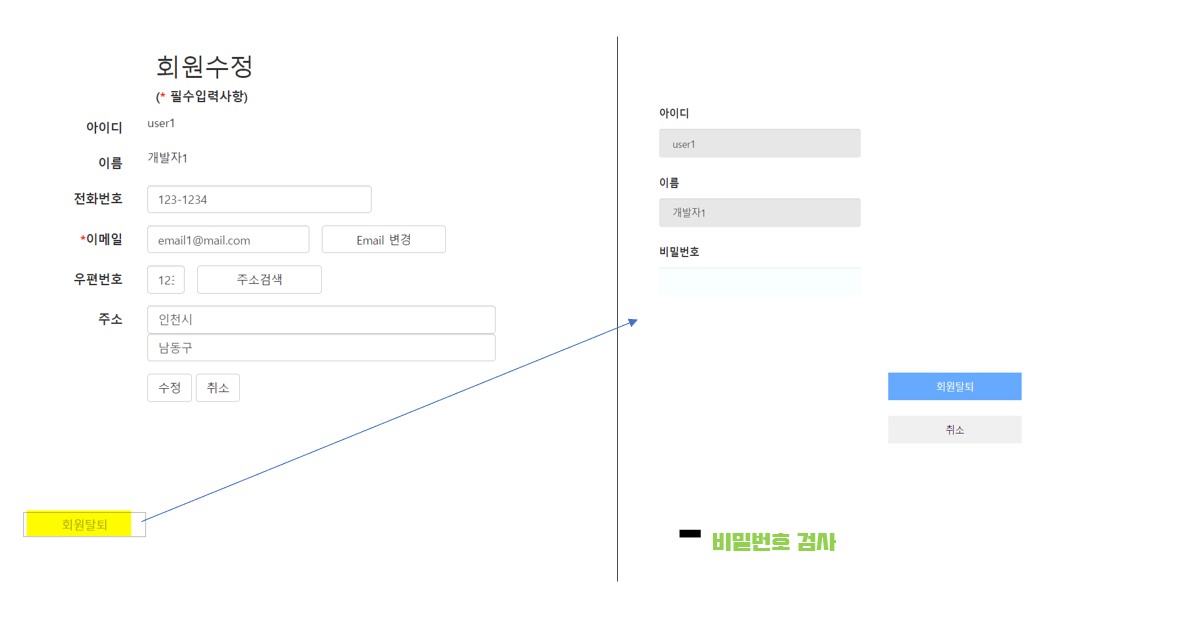 회원수정
(* 필수입력사항)
아이디 user1
이름 개발자1
전화번호 123-1234
*이메일 email1@mail.com Email 변경
우편번호 123 주소검색
주소 인천시
남동구
수정 취소
회원탈퇴
아이디
user1
이름
개발자1
비밀번호
회원탈퇴
취소
비밀번호 검사